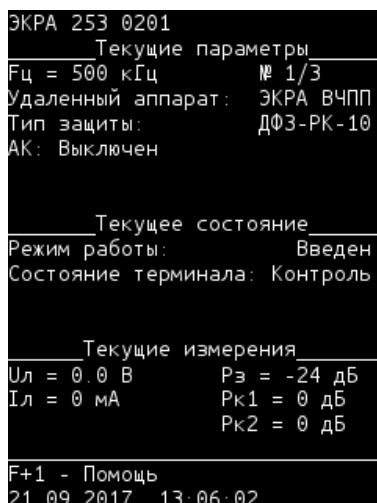 ЭКРА 253 0201
Текущие параметры
Fц = 500 кГц № 1/3
Удаленный аппарат: ЭКРА ВЧПП
Тип защиты: ДФЗ-РК-10
АК: Выключен
Текущее состояние
Режим работы: Введен
Состояние терминала: Контроль
Текущие измерения
Uл = 0.0 В Рз = -24 дБ
Iл = 0 мА Рк1 = 0 дБ
Рк2 = 0 дБ
F+1 - Помощь
21.09.2017 13:06:02